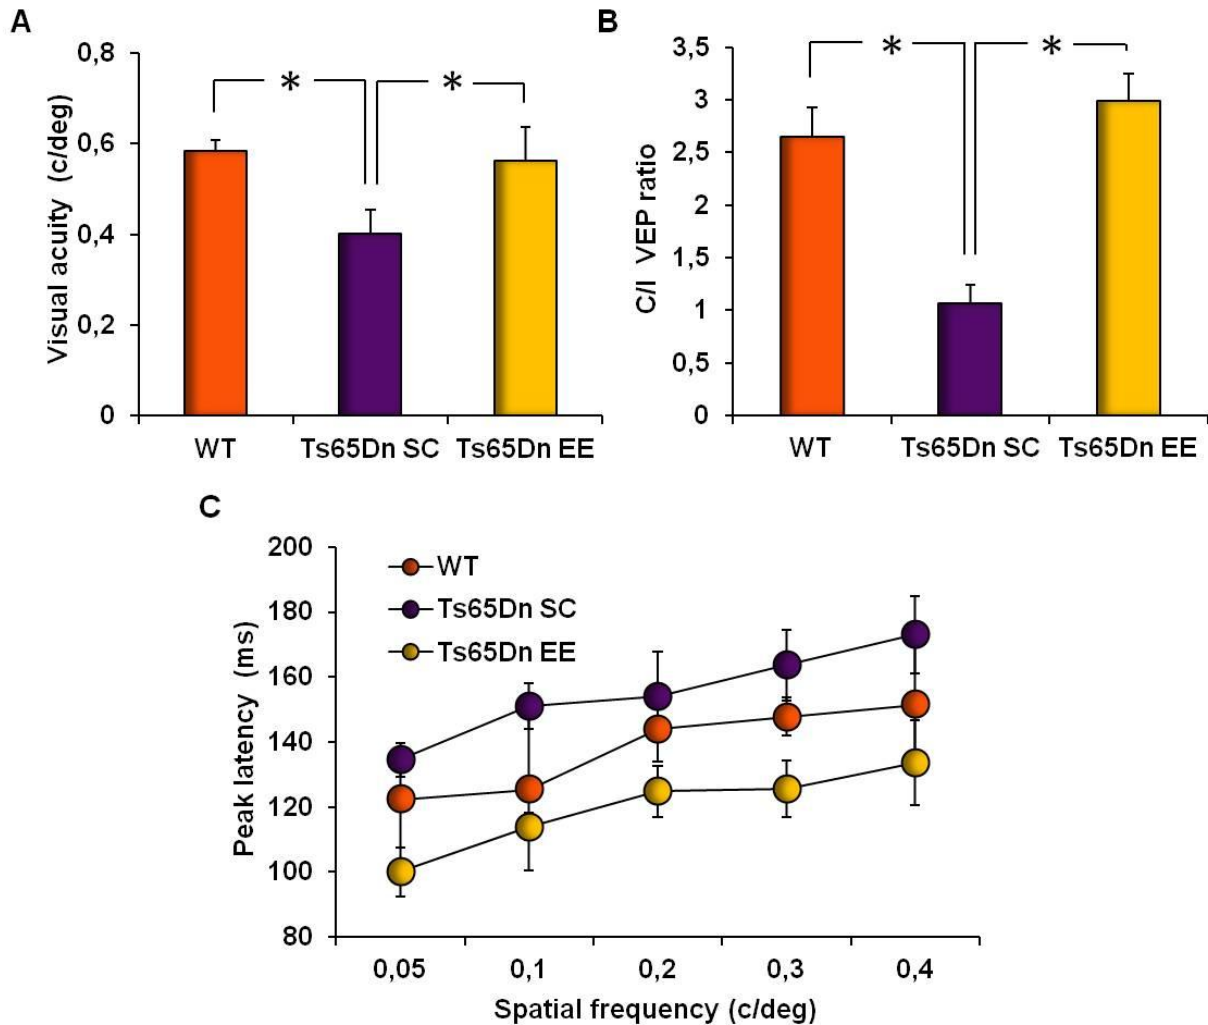 A
Visual acuity (c/deg)
0,8
0,6
0,4
0,2
0
*
*
WT
Ts65Dn SC
Ts65Dn EE
B
C/I VEP ratio
3,5
3
2,5
2
1,5
1
0,5
0
*
*
WT
Ts65Dn SC
Ts65Dn EE
C
Peak latency (ms)
200
180
160
140
120
100
80
WT
Ts65Dn SC
Ts65Dn EE
0,05
0,1
0,2
0,3
0,4
Spatial frequency (c/deg)